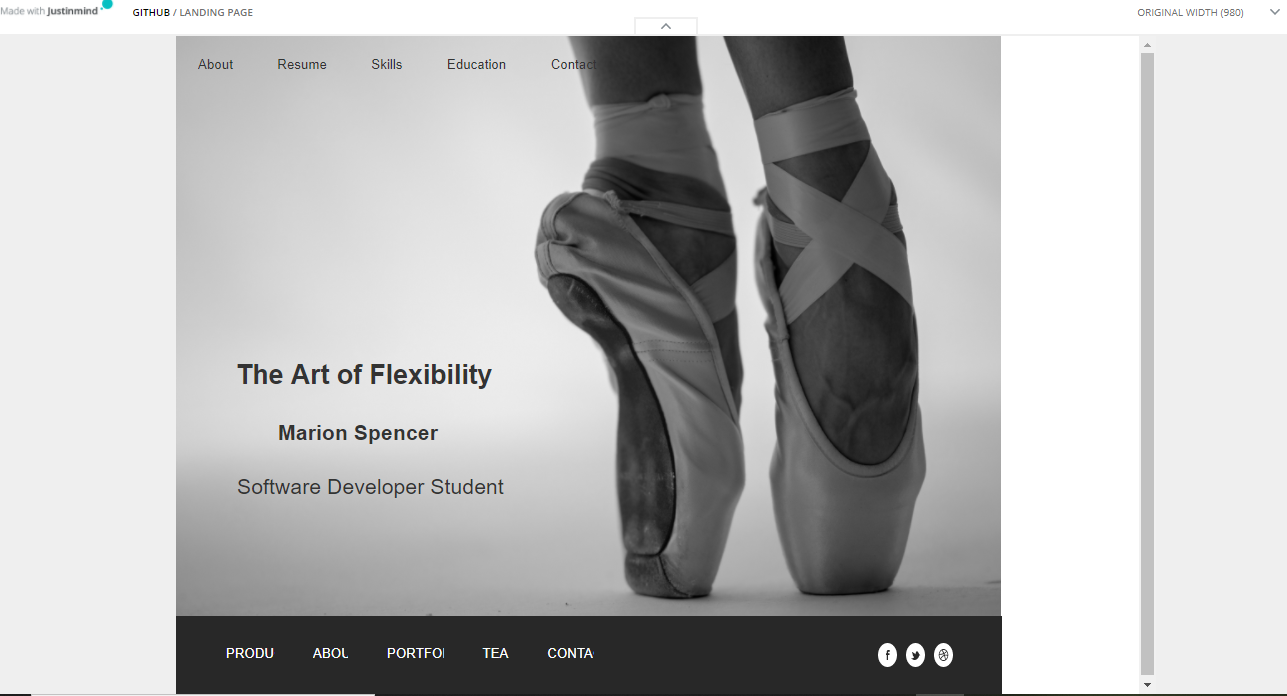 Made with Justinmind
GITHUB / LANDING PAGE
ORIGINAL WIDTH (980)
About Resume Skills Education Contact
The Art of Flexibility
Marion Spencer
Software Developer Student
PRODU ABOU PORTFOI TEA CONTA